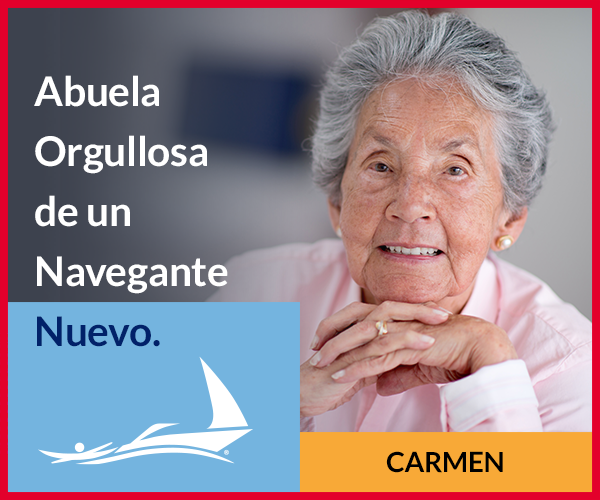 Abuela
Orgullosa
de un
Navegante
Nuevo.
®
CARMEN